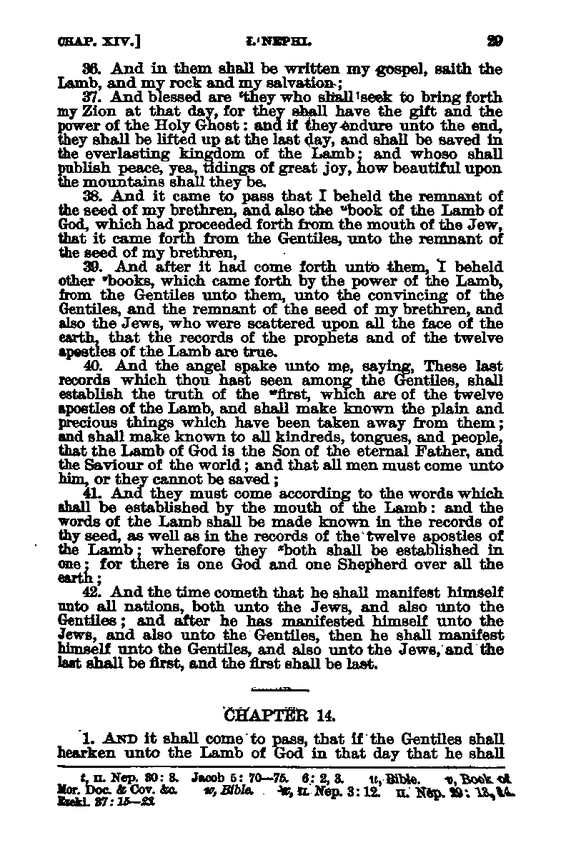 CHAP. XIV.] I. NEPHI. 29
36. And in them shall be written my gospel, saith the
Lamb, and my rock and my salvation;
37. And blessed are ᵗthey who shall seek to bring forth
my Zion at that day, for they shall have the gift and the
power of the Holy Ghost: and if they endure unto the end,
they shall be lifted up at the last day, and shall be saved in
the everlasting kingdom of the Lamb; and whoso shall
publish peace, yea, tidings of great joy, how beautiful upon
the mountains shall they be.
38. And it came to pass that I beheld the remnant of
the seed of my brethren, and also the ᵘbook of the Lamb of
God, which had proceeded forth from the mouth of the Jew,
that it came forth from the Gentiles, unto the remnant of
the seed of my brethren,
39. And after it had come forth unto them, I beheld
other ᵛbooks, which came forth by the power of the Lamb,
from the Gentiles unto them, unto the convincing of the
Gentiles, and the remnant of the seed of my brethren, and
also the Jews, who were scattered upon all the face of the
earth, that the records of the prophets and of the twelve
apostles of the Lamb are true.
40. And the angel spake unto me, saying, These last
records which thou hast seen among the Gentiles, shall
establish the truth of the ʷfirst, which are of the twelve
apostles of the Lamb, and shall make known the plain and
precious things which have been taken away from them;
and shall make known to all kindreds, tongues, and people,
that the Lamb of God is the Son of the eternal Father, and
the Saviour of the world; and that all men must come unto
him, or they cannot be saved;
41. And they must come according to the words which
shall be established by the mouth of the Lamb: and the
words of the Lamb shall be made known in the records of
thy seed, as well as in the records of the twelve apostles of
the Lamb; wherefore they ˣboth shall be established in
one; for there is one God and one Shepherd over all the
earth;
42. And the time cometh that he shall manifest himself
unto all nations, both unto the Jews, and also unto the
Gentiles; and after he has manifested himself unto the
Jews, and also unto the Gentiles, then he shall manifest
himself unto the Gentiles, and also unto the Jews, and the
last shall be first, and the first shall be last.
CHAPTER 14.
1. AND it shall come to pass, that if the Gentiles shall
hearken unto the Lamb of God in that day that he shall
t, II. Nep. 30: 3. Jacob 5: 70—75. 6: 2, 3. u, Bible. v, Book of
Mor. Doc. & Cov. &c. w, Bible. x, II. Nep. 3: 12. II. Nep. 29: 13, 14.
Ezekl. 37: 15—22